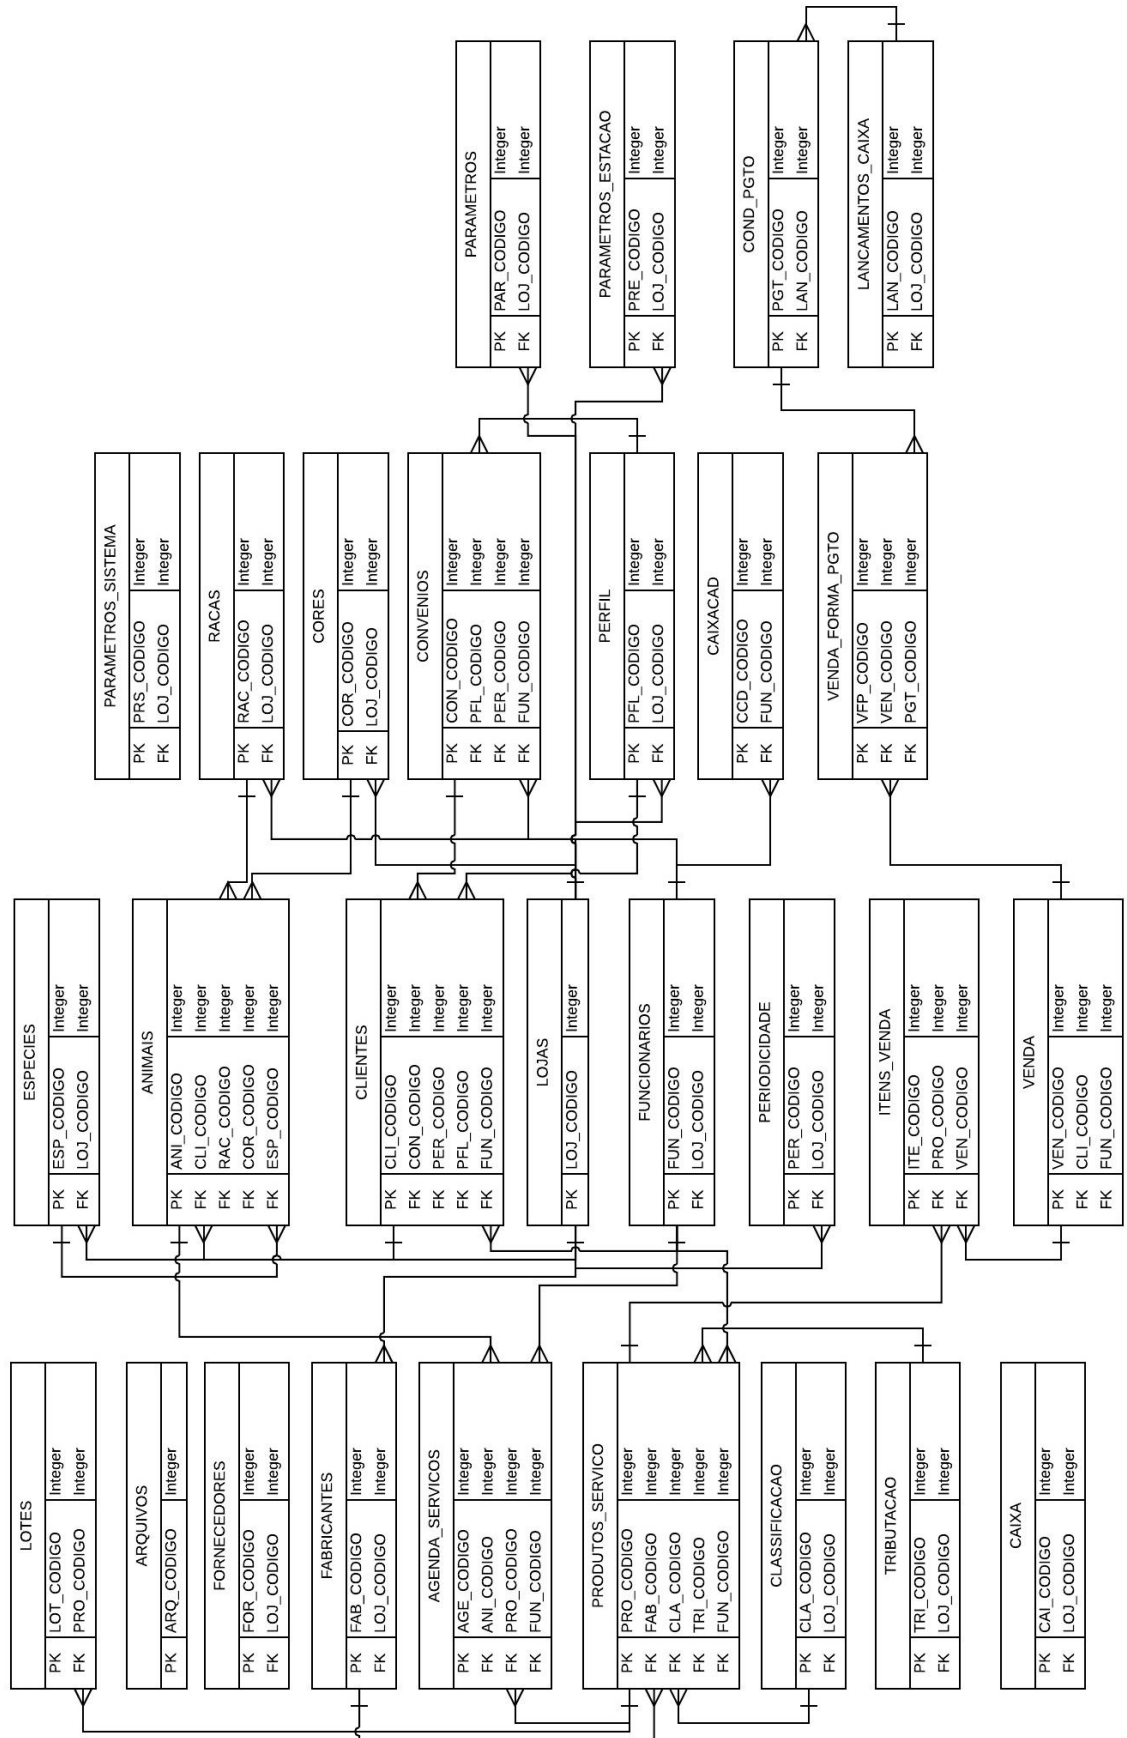 LOTES
PK LOT_CODIGO Integer
FK PRO_CODIGO Integer
ARQUIVOS
PK ARQ_CODIGO Integer
FORNECEDORES
PK FOR_CODIGO Integer
FK LOJ_CODIGO Integer
FABRICANTES
PK FAB_CODIGO Integer
FK LOJ_CODIGO Integer
AGENDA_SERVICOS
PK AGE_CODIGO Integer
FK ANI_CODIGO Integer
FK PRO_CODIGO Integer
FK FUN_CODIGO Integer
PRODUTOS_SERVICO
PK PRO_CODIGO Integer
FK FAB_CODIGO Integer
FK CLA_CODIGO Integer
FK TRI_CODIGO Integer
FK FUN_CODIGO Integer
CLASSIFICACAO
PK CLA_CODIGO Integer
FK LOJ_CODIGO Integer
TRIBUTACAO
PK TRI_CODIGO Integer
FK LOJ_CODIGO Integer
CAIXA
PK CAI_CODIGO Integer
FK LOJ_CODIGO Integer
ESPECIES
PK ESP_CODIGO Integer
FK LOJ_CODIGO Integer
ANIMAIS
PK ANI_CODIGO Integer
FK CLI_CODIGO Integer
FK RAC_CODIGO Integer
FK COR_CODIGO Integer
FK ESP_CODIGO Integer
CLIENTES
PK CLI_CODIGO Integer
FK CON_CODIGO Integer
FK PER_CODIGO Integer
FK PFL_CODIGO Integer
FK FUN_CODIGO Integer
LOJAS
PK LOJ_CODIGO Integer
FUNCIONARIOS
PK FUN_CODIGO Integer
FK LOJ_CODIGO Integer
PERIODICIDADE
PK PER_CODIGO Integer
FK LOJ_CODIGO Integer
ITENS_VENDA
PK ITE_CODIGO Integer
FK PRO_CODIGO Integer
FK VEN_CODIGO Integer
VENDA
PK VEN_CODIGO Integer
FK CLI_CODIGO Integer
FK FUN_CODIGO Integer
PARAMETROS_SISTEMA
PK PRS_CODIGO Integer
FK LOJ_CODIGO Integer
RACAS
PK RAC_CODIGO Integer
FK LOJ_CODIGO Integer
CORES
PK COR_CODIGO Integer
FK LOJ_CODIGO Integer
CONVENIOS
PK CON_CODIGO Integer
FK PFL_CODIGO Integer
FK PER_CODIGO Integer
FK FUN_CODIGO Integer
PERFIL
PK PFL_CODIGO Integer
FK LOJ_CODIGO Integer
CAIXACAD
PK CCD_CODIGO Integer
FK FUN_CODIGO Integer
VENDA_FORMA_PGTO
PK VFP_CODIGO Integer
FK VEN_CODIGO Integer
FK PGT_CODIGO Integer
PARAMETROS
PK PAR_CODIGO Integer
FK LOJ_CODIGO Integer
PARAMETROS_ESTACAO
PK PRE_CODIGO Integer
FK LOJ_CODIGO Integer
COND_PGTO
PK PGT_CODIGO Integer
FK LAN_CODIGO Integer
LANCAMENTOS_CAIXA
PK LAN_CODIGO Integer
FK LOJ_CODIGO Integer